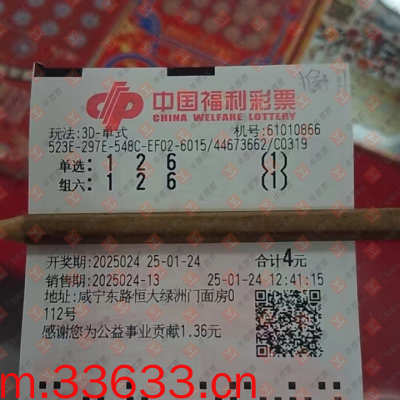 中国福利彩票
CHINA WELFARE LOTTERY
玩法:3D-单式 机号:61010866
523E-297E-548C-EF02-6015/44673662/C0319
单选: 1 2 6 (1)
组六: 1 2 6 (1)
开奖期:2025024 25-01-24 合计4元
销售期:2025024-13 25-01-24 12:41:15
地址:咸宁东路恒大绿洲门面房0
112号
感谢您为公益事业贡献1.36元
m.33633.cn